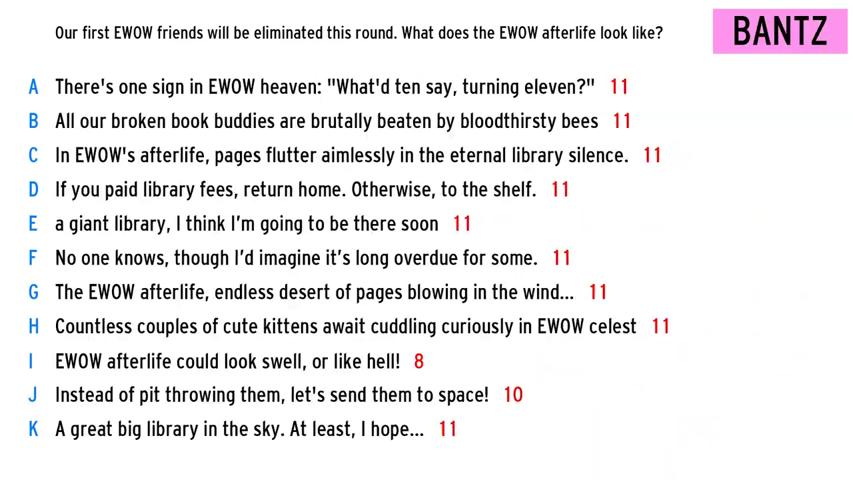 Our first EWOW friends will be eliminated this round. What does the EWOW afterlife look like?
BANTZ
A There's one sign in EWOW heaven: "What'd ten say, turning eleven?" 11
B All our broken book buddies are brutally beaten by bloodthirsty bees 11
C In EWOW's afterlife, pages flutter aimlessly in the eternal library silence. 11
D If you paid library fees, return home. Otherwise, to the shelf. 11
E a giant library, I think I’m going to be there soon 11
F No one knows, though I’d imagine it’s long overdue for some. 11
G The EWOW afterlife, endless desert of pages blowing in the wind... 11
H Countless couples of cute kittens await cuddling curiously in EWOW celest 11
I EWOW afterlife could look swell, or like hell! 8
J Instead of pit throwing them, let's send them to space! 10
K A great big library in the sky. At least, I hope... 11